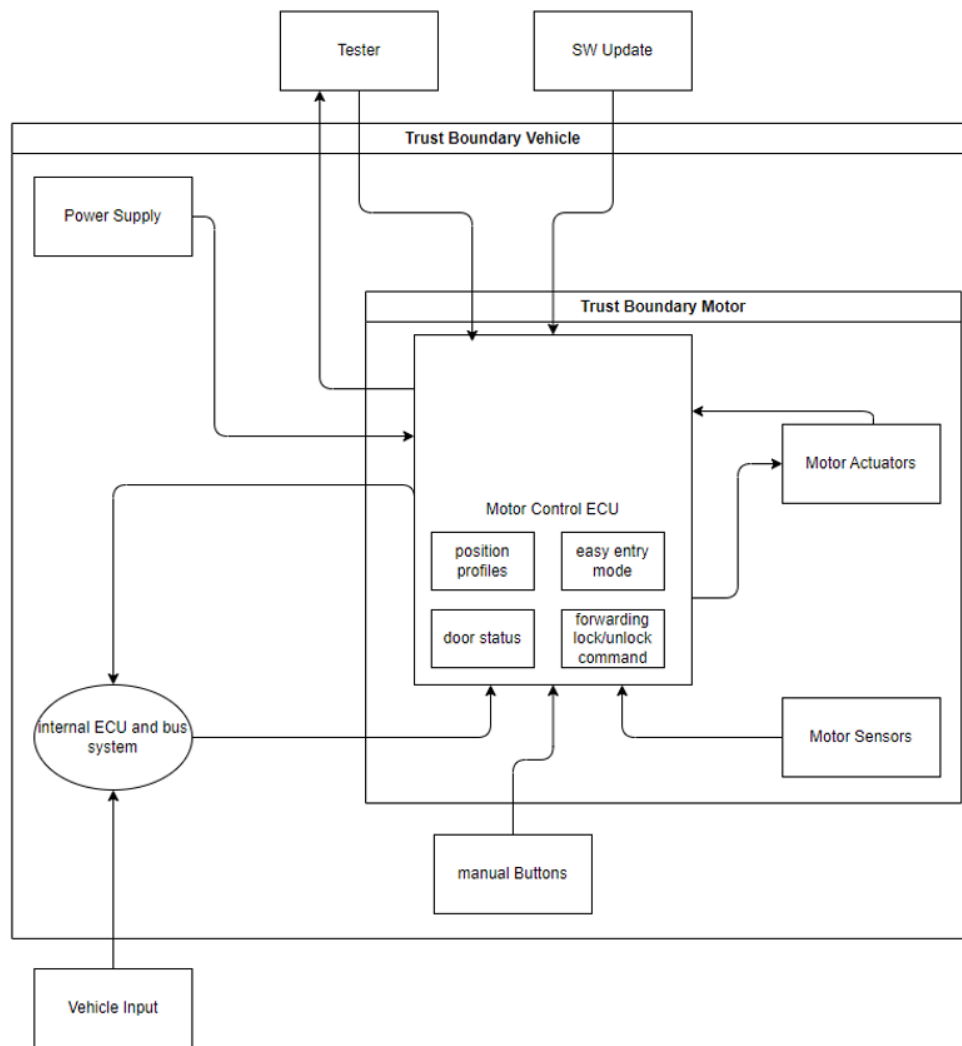 Tester
SW Update
Trust Boundary Vehicle
Power Supply
Trust Boundary Motor
Motor Actuators
Motor Control ECU
position
profiles
easy entry
mode
door status
forwarding
lock/unlock
command
internal ECU and bus
system
Motor Sensors
manual Buttons
Vehicle Input